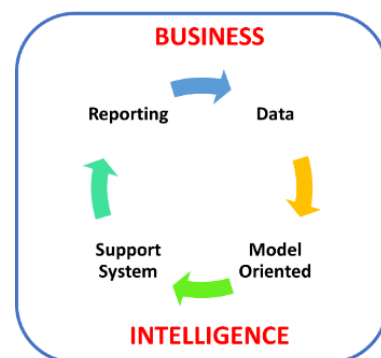 BUSINESS
Reporting
Data
Support
System
Model
Oriented
INTELLIGENCE